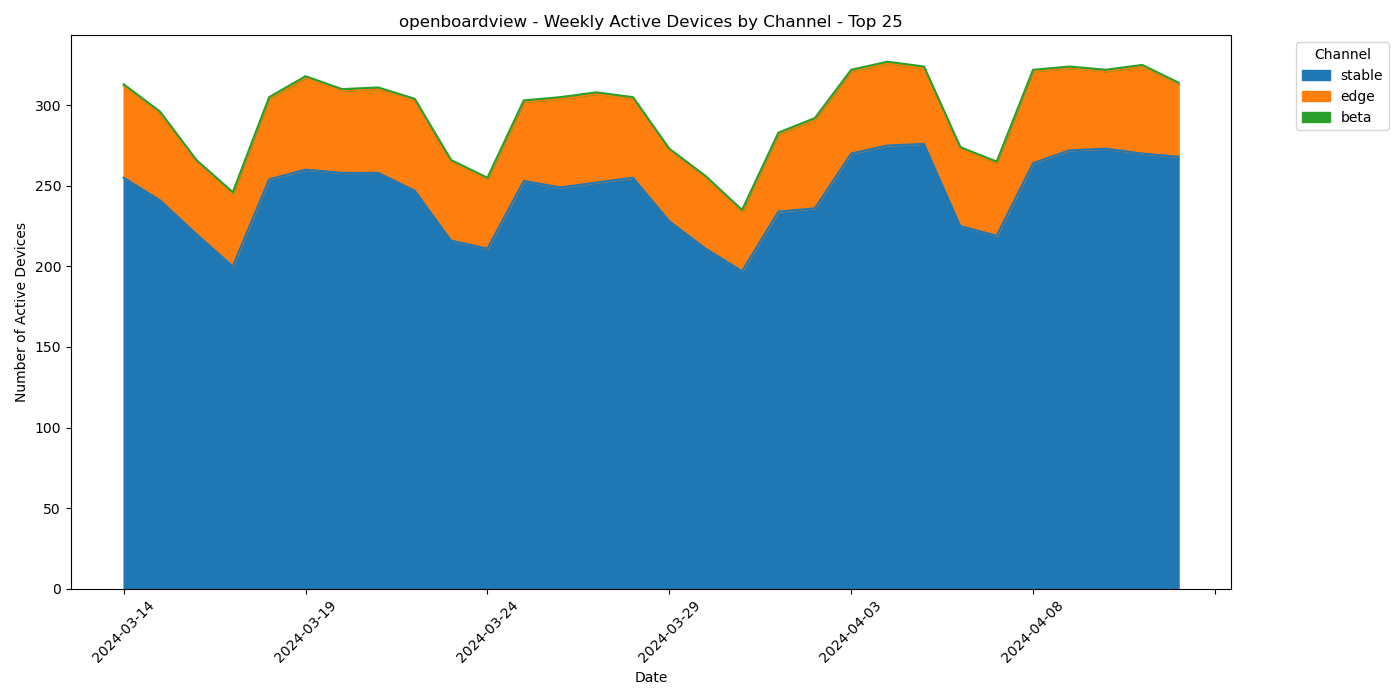 openboardview - Weekly Active Devices by Channel - Top 25
Channel
stable
edge
beta
Number of Active Devices
300
250
200
150
100
50
0
2024-03-14
2024-03-19
2024-03-24
2024-03-29
2024-04-03
2024-04-08
Date